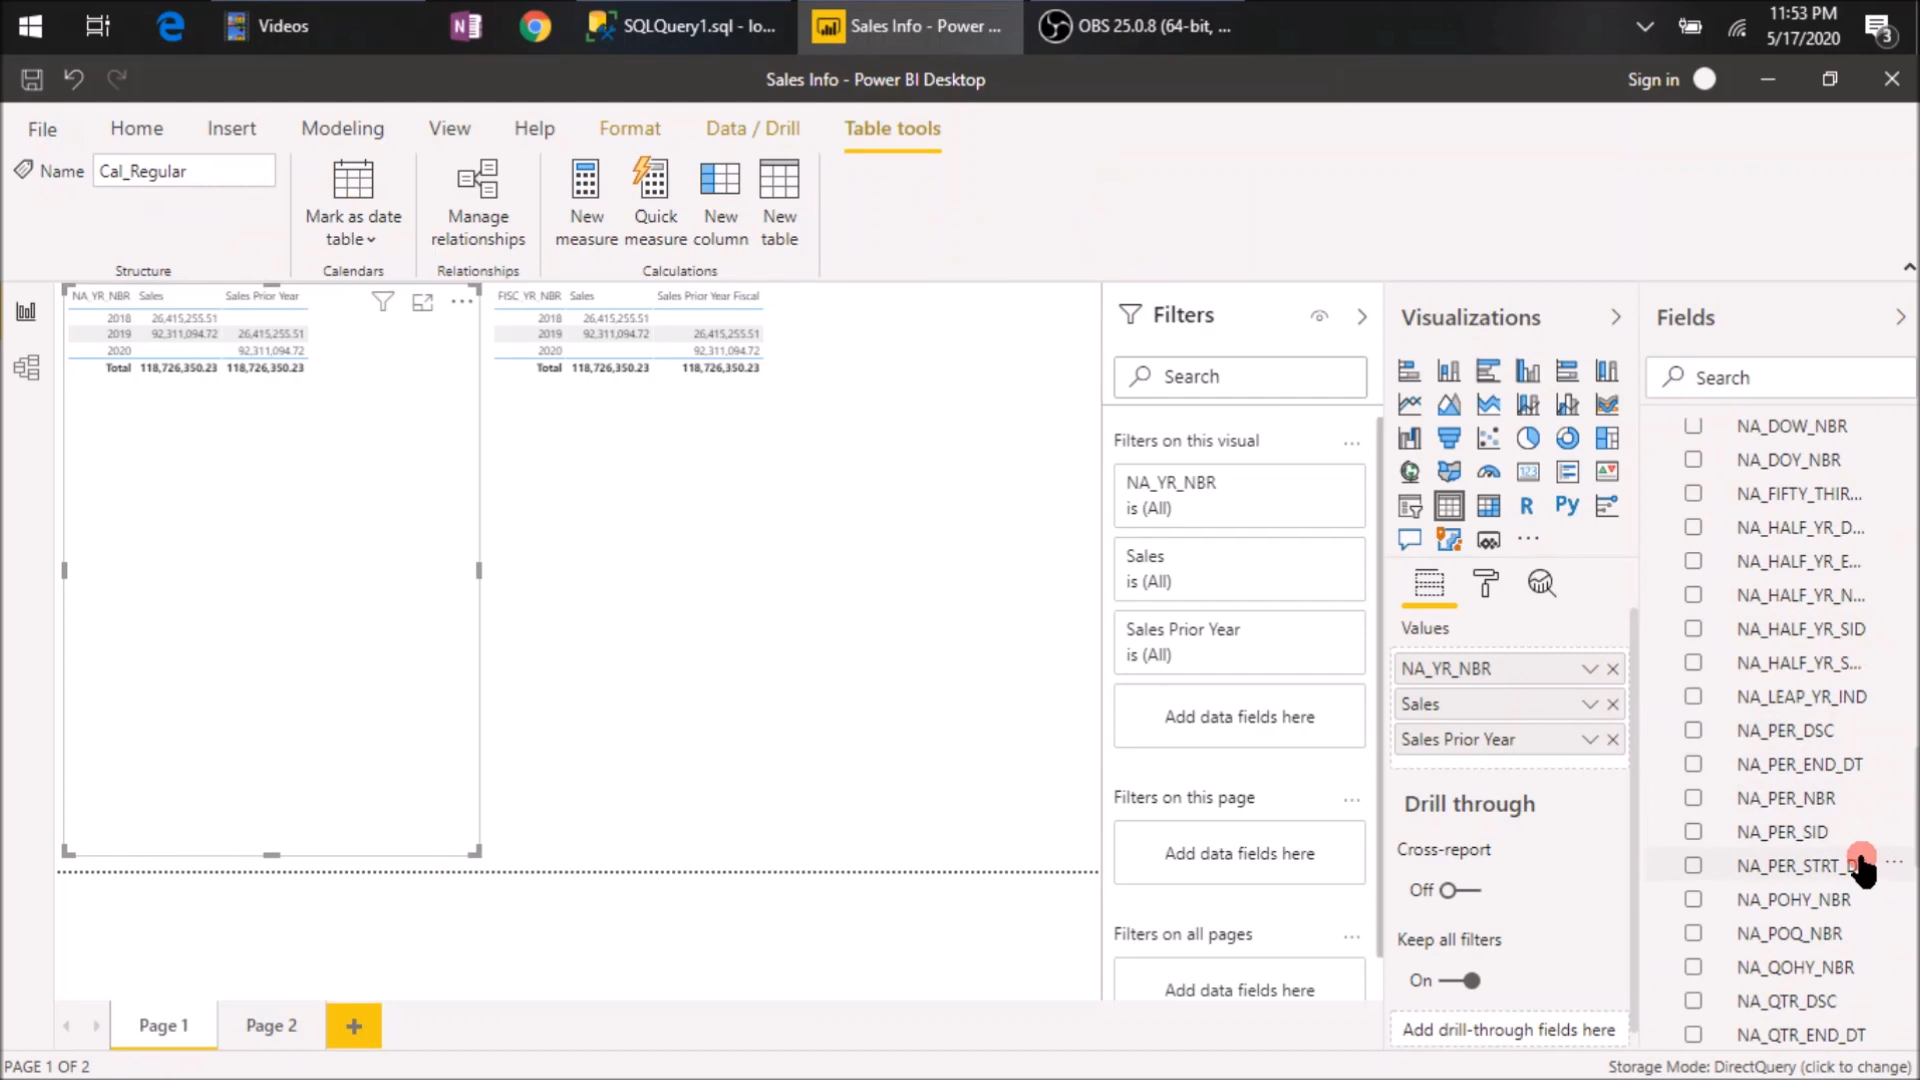 Videos
SQLQuery1.sql - lo...
Sales Info - Power ...
OBS 25.0.8 (64-bit, ...
11:53 PM
5/17/2020
3
Sales Info - Power BI Desktop
Sign in
File
Home
Insert
Modeling
View
Help
Format
Data / Drill
Table tools
Name
Cal_Regular
Mark as date
table
Manage
relationships
New
measure
Quick
measure
New
column
New
table
Structure
Calendars
Relationships
Calculations
NA_YR_NBR Sales Sales Prior Year
2018 26,415,255.51
2019 92,311,094.72 26,415,255.51
2020 92,311,094.72
Total 118,726,350.23 118,726,350.23
FISC_YR_NBR Sales Sales Prior Year Fiscal
2018 26,415,255.51
2019 92,311,094.72 26,415,255.51
2020 92,311,094.72
Total 118,726,350.23 118,726,350.23
Filters
Search
Filters on this visual
NA_YR_NBR
is (All)
Sales
is (All)
Sales Prior Year
is (All)
Add data fields here
Filters on this page
Add data fields here
Filters on all pages
Add data fields here
Visualizations
123
R
Py
Values
NA_YR_NBR
Sales
Sales Prior Year
Drill through
Cross-report
Off
Keep all filters
On
Add drill-through fields here
Fields
Search
NA_DOW_NBR
NA_DOY_NBR
NA_FIFTY_THIR...
NA_HALF_YR_D...
NA_HALF_YR_E...
NA_HALF_YR_N...
NA_HALF_YR_SID
NA_HALF_YR_S...
NA_LEAP_YR_IND
NA_PER_DSC
NA_PER_END_DT
NA_PER_NBR
NA_PER_SID
NA_PER_STRT_D
NA_POHY_NBR
NA_POQ_NBR
NA_QOHY_NBR
NA_QTR_DSC
NA_QTR_END_DT
Page 1
Page 2
PAGE 1 OF 2
Storage Mode: DirectQuery (click to change)